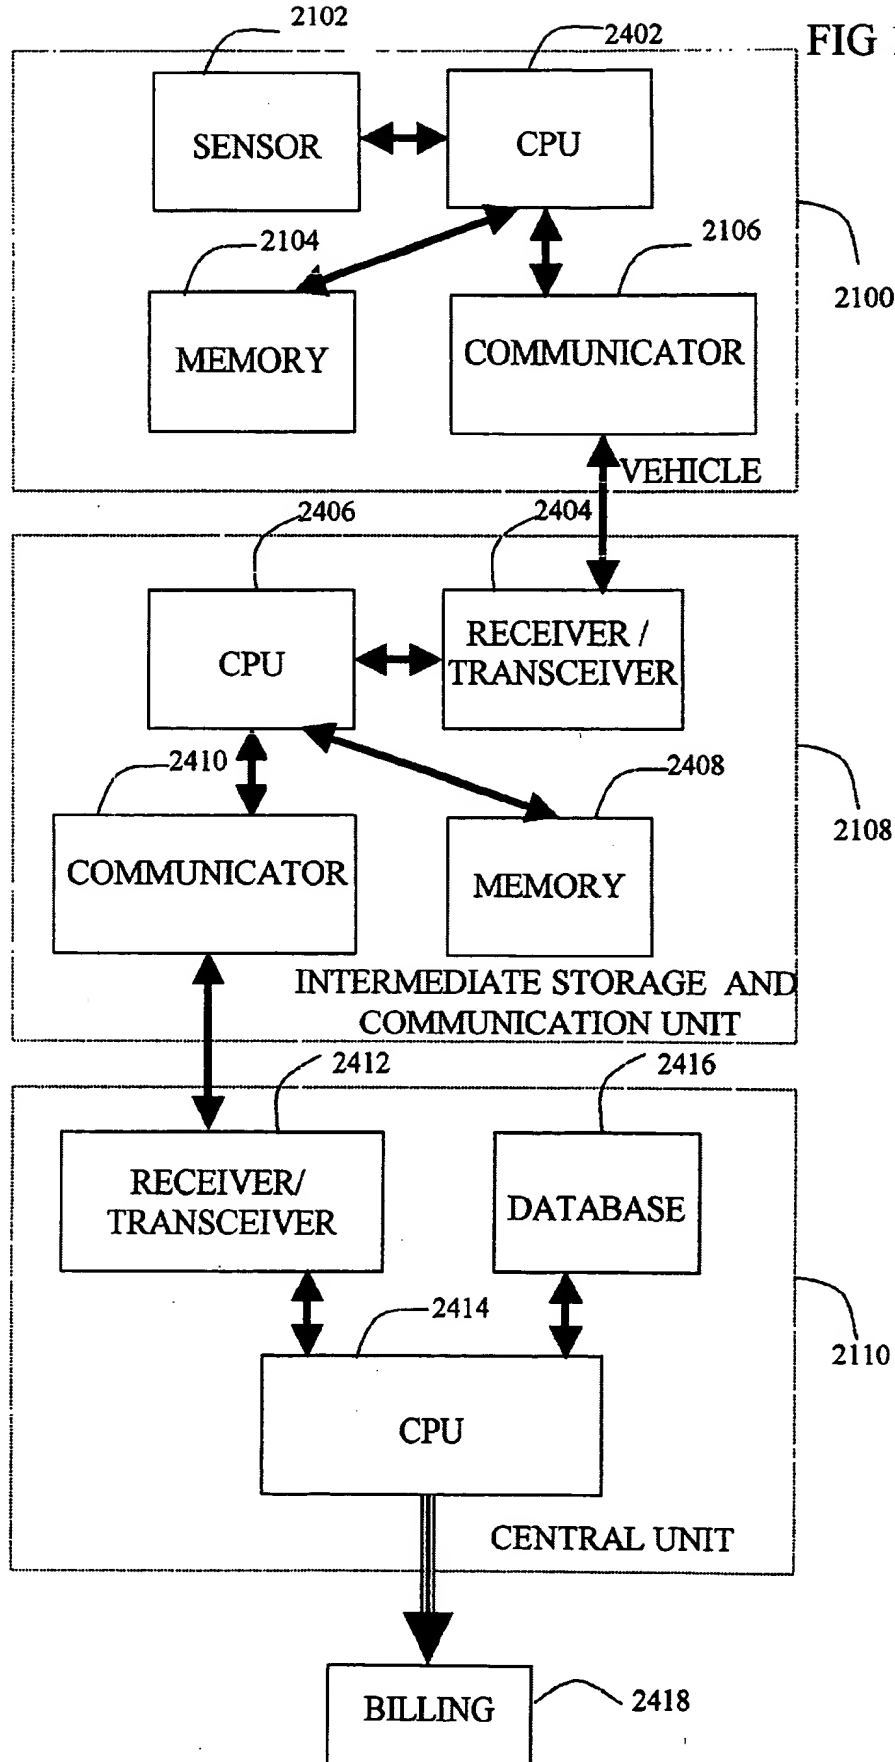 2102
2402
FIG
SENSOR
CPU
2104
2106
2100
MEMORY
COMMUNICATOR
VEHICLE
2406
2404
CPU
RECEIVER /
TRANSCEIVER
2410
2408
2108
COMMUNICATOR
MEMORY
INTERMEDIATE STORAGE AND
COMMUNICATION UNIT
2412
2416
RECEIVER/
TRANSCEIVER
DATABASE
2414
2110
CPU
CENTRAL UNIT
BILLING
2418